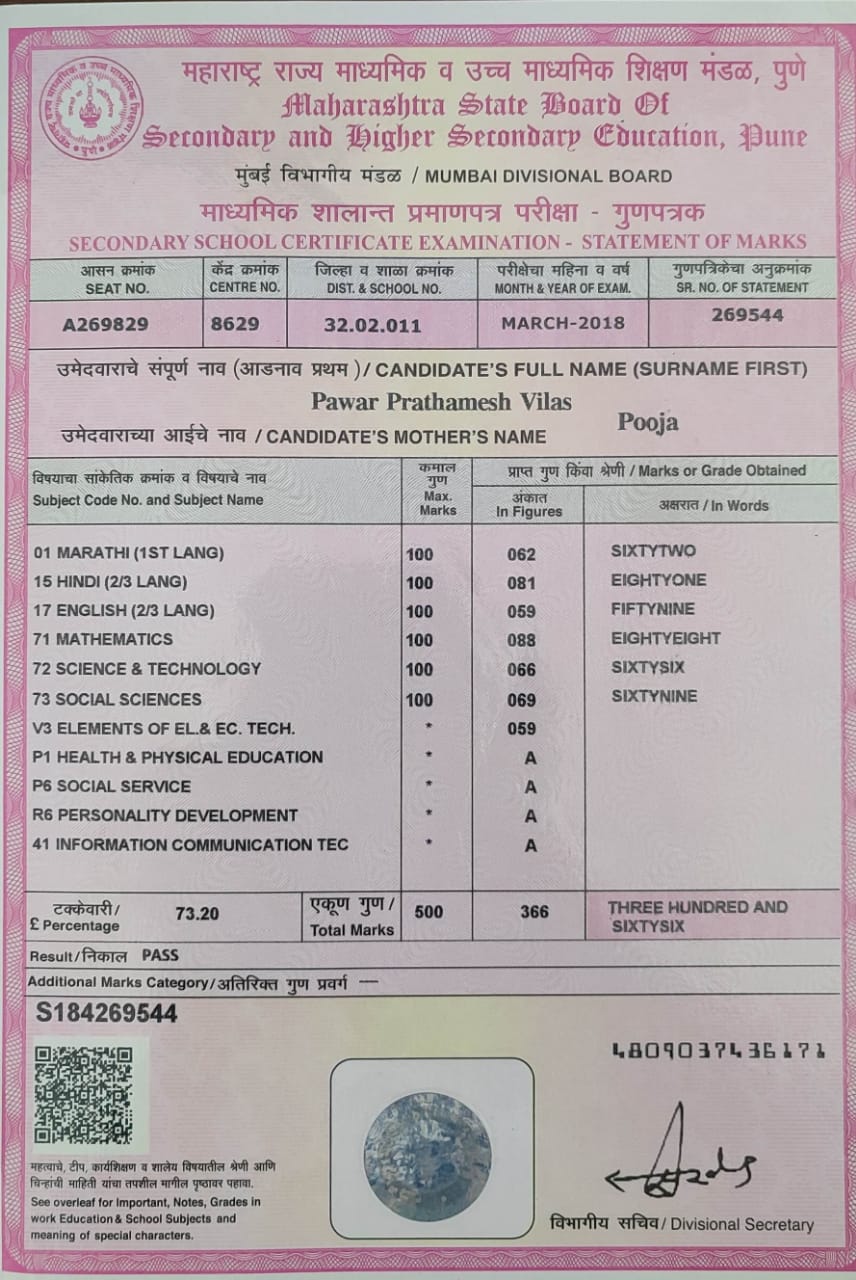 महाराष्ट्र राज्य माध्यमिक व उच्च माध्यमिक शिक्षण मंडळ, पुणे
Maharashtra State Board Of
Secondary and Higher Secondary Education, Pune
मुंबई विभागीय मंडळ / MUMBAI DIVISIONAL BOARD
माध्यमिक शालान्त प्रमाणपत्र परीक्षा - गुणपत्रक
SECONDARY SCHOOL CERTIFICATE EXAMINATION - STATEMENT OF MARKS
आसन क्रमांक केंद्र क्रमांक जिल्हा व शाळा क्रमांक परीक्षेचा महिना व वर्ष गुणपत्रिकेचा अनुक्रमांक
SEAT NO. CENTRE NO. DIST. & SCHOOL NO. MONTH & YEAR OF EXAM. SR. NO. OF STATEMENT
A269829 8629 32.02.011 MARCH-2018 269544
उमेदवाराचे संपूर्ण नाव (आडनाव प्रथम) / CANDIDATE'S FULL NAME (SURNAME FIRST)
Pawar Prathamesh Vilas
उमेदवाराच्या आईचे नाव / CANDIDATE'S MOTHER'S NAME Pooja
विषयाचा सांकेतिक क्रमांक व विषयाचे नाव
Subject Code No. and Subject Name
कमाल
गुण
Max.
Marks
प्राप्त गुण किंवा श्रेणी / Marks or Grade Obtained
अंकात
In Figures
अक्षरात / In Words
01 MARATHI (1ST LANG) 100 062 SIXTYTWO
15 HINDI (2/3 LANG) 100 081 EIGHTYONE
17 ENGLISH (2/3 LANG) 100 059 FIFTYNINE
71 MATHEMATICS 100 088 EIGHTYEIGHT
72 SCIENCE & TECHNOLOGY 100 066 SIXTYSIX
73 SOCIAL SCIENCES 100 069 SIXTYNINE
V3 ELEMENTS OF EL.& EC. TECH. * 059
P1 HEALTH & PHYSICAL EDUCATION * A
P6 SOCIAL SERVICE * A
R6 PERSONALITY DEVELOPMENT * A
41 INFORMATION COMMUNICATION TEC * A
टक्केवारी/
£ Percentage
73.20
एकूण गुण /
Total Marks
500 366 THREE HUNDRED AND
SIXTYSIX
Result/निकाल PASS
Additional Marks Category/अतिरिक्त गुण प्रवर्ग —
S184269544
4809037436171
महत्वाचे, टीप, कार्यशिक्षण व शालेय विषयातील श्रेणी आणि
चिन्हांची माहिती यांचा तपशील मागील पृष्ठावर पहावा.
See overleaf for Important, Notes, Grades in
work Education & School Subjects and
meaning of special characters.
विभागीय सचिव/ Divisional Secretary